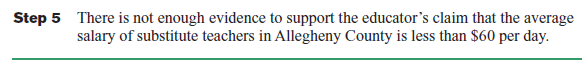 Step 5 There is not enough evidence to support the educator’s claim that the average
salary of substitute teachers in Allegheny County is less than $60 per day.